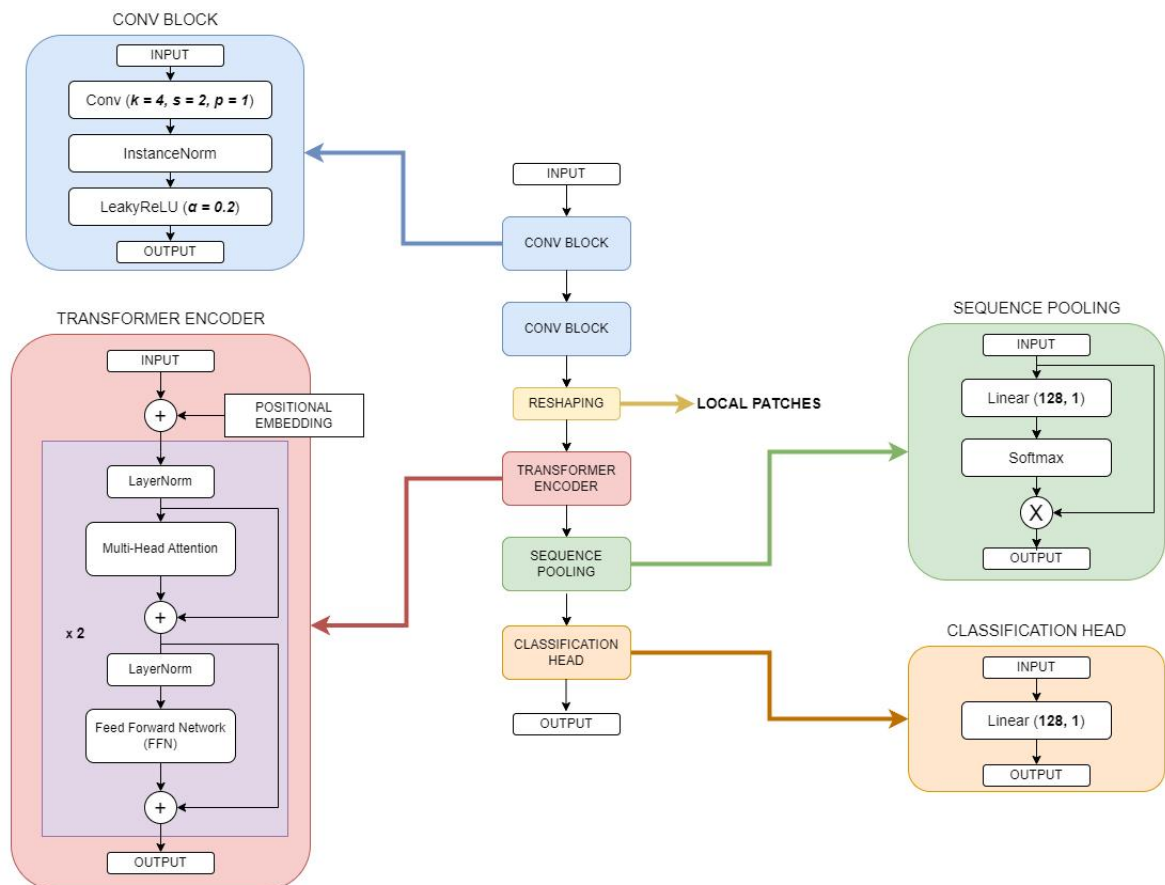 CONV BLOCK
INPUT
Conv (k = 4, s = 2, p = 1)
InstanceNorm
LeakyReLU (α = 0.2)
OUTPUT
TRANSFORMER ENCODER
INPUT
+
POSITIONAL
EMBEDDING
LayerNorm
Multi-Head Attention
+
x 2
LayerNorm
Feed Forward Network
(FFN)
+
OUTPUT
INPUT
CONV BLOCK
CONV BLOCK
RESHAPING
LOCAL PATCHES
TRANSFORMER
ENCODER
SEQUENCE
POOLING
CLASSIFICATION
HEAD
OUTPUT
SEQUENCE POOLING
INPUT
Linear (128, 1)
Softmax
X
OUTPUT
CLASSIFICATION HEAD
INPUT
Linear (128, 1)
OUTPUT